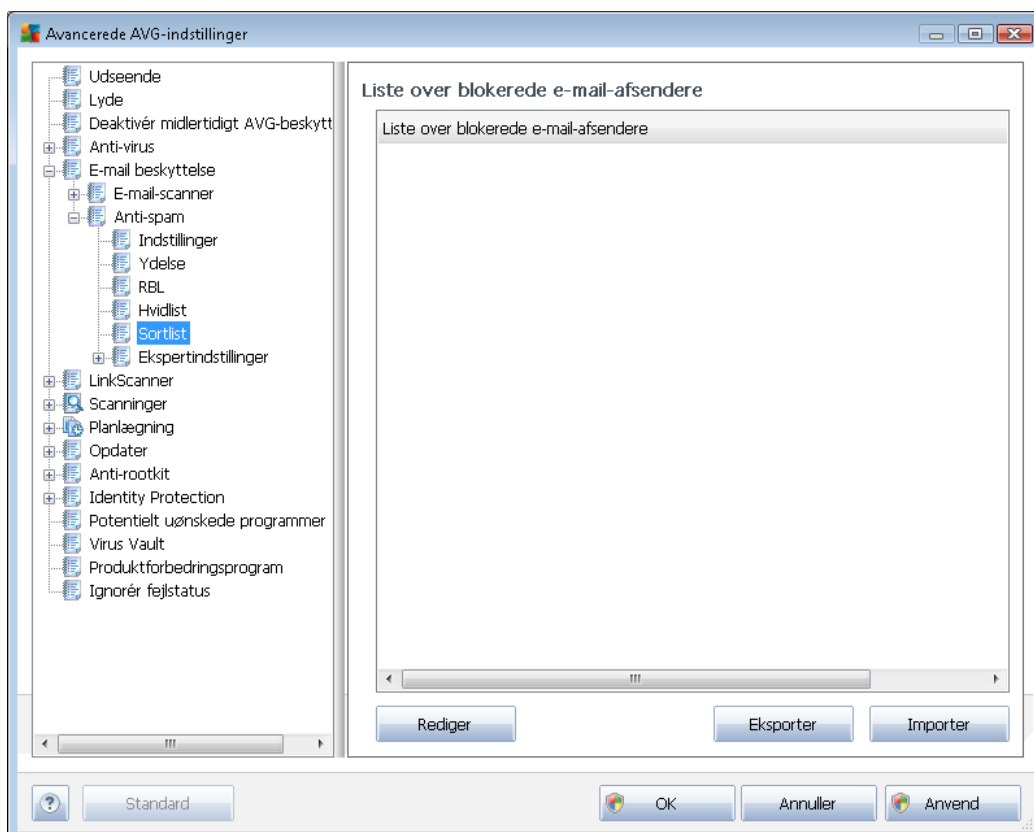 Avancerede AVG-indstillinger
Udseende
Lyde
Deaktivér midlertidigt AVG-beskytt
Anti-virus
E-mail beskyttelse
E-mail-scanner
Anti-spam
Indstillinger
Ydelse
RBL
Hvidlist
Sortlist
Ekspertindstillinger
LinkScanner
Scanninger
Planlægning
Opdater
Anti-rootkit
Identity Protection
Potentielt uønskede programmer
Virus Vault
Produktforbedringsprogram
Ignorér fejlstatus
Liste over blokerede e-mail-afsendere
Liste over blokerede e-mail-afsendere
Rediger
Eksporter
Importer
Standard
OK
Annuller
Anvend